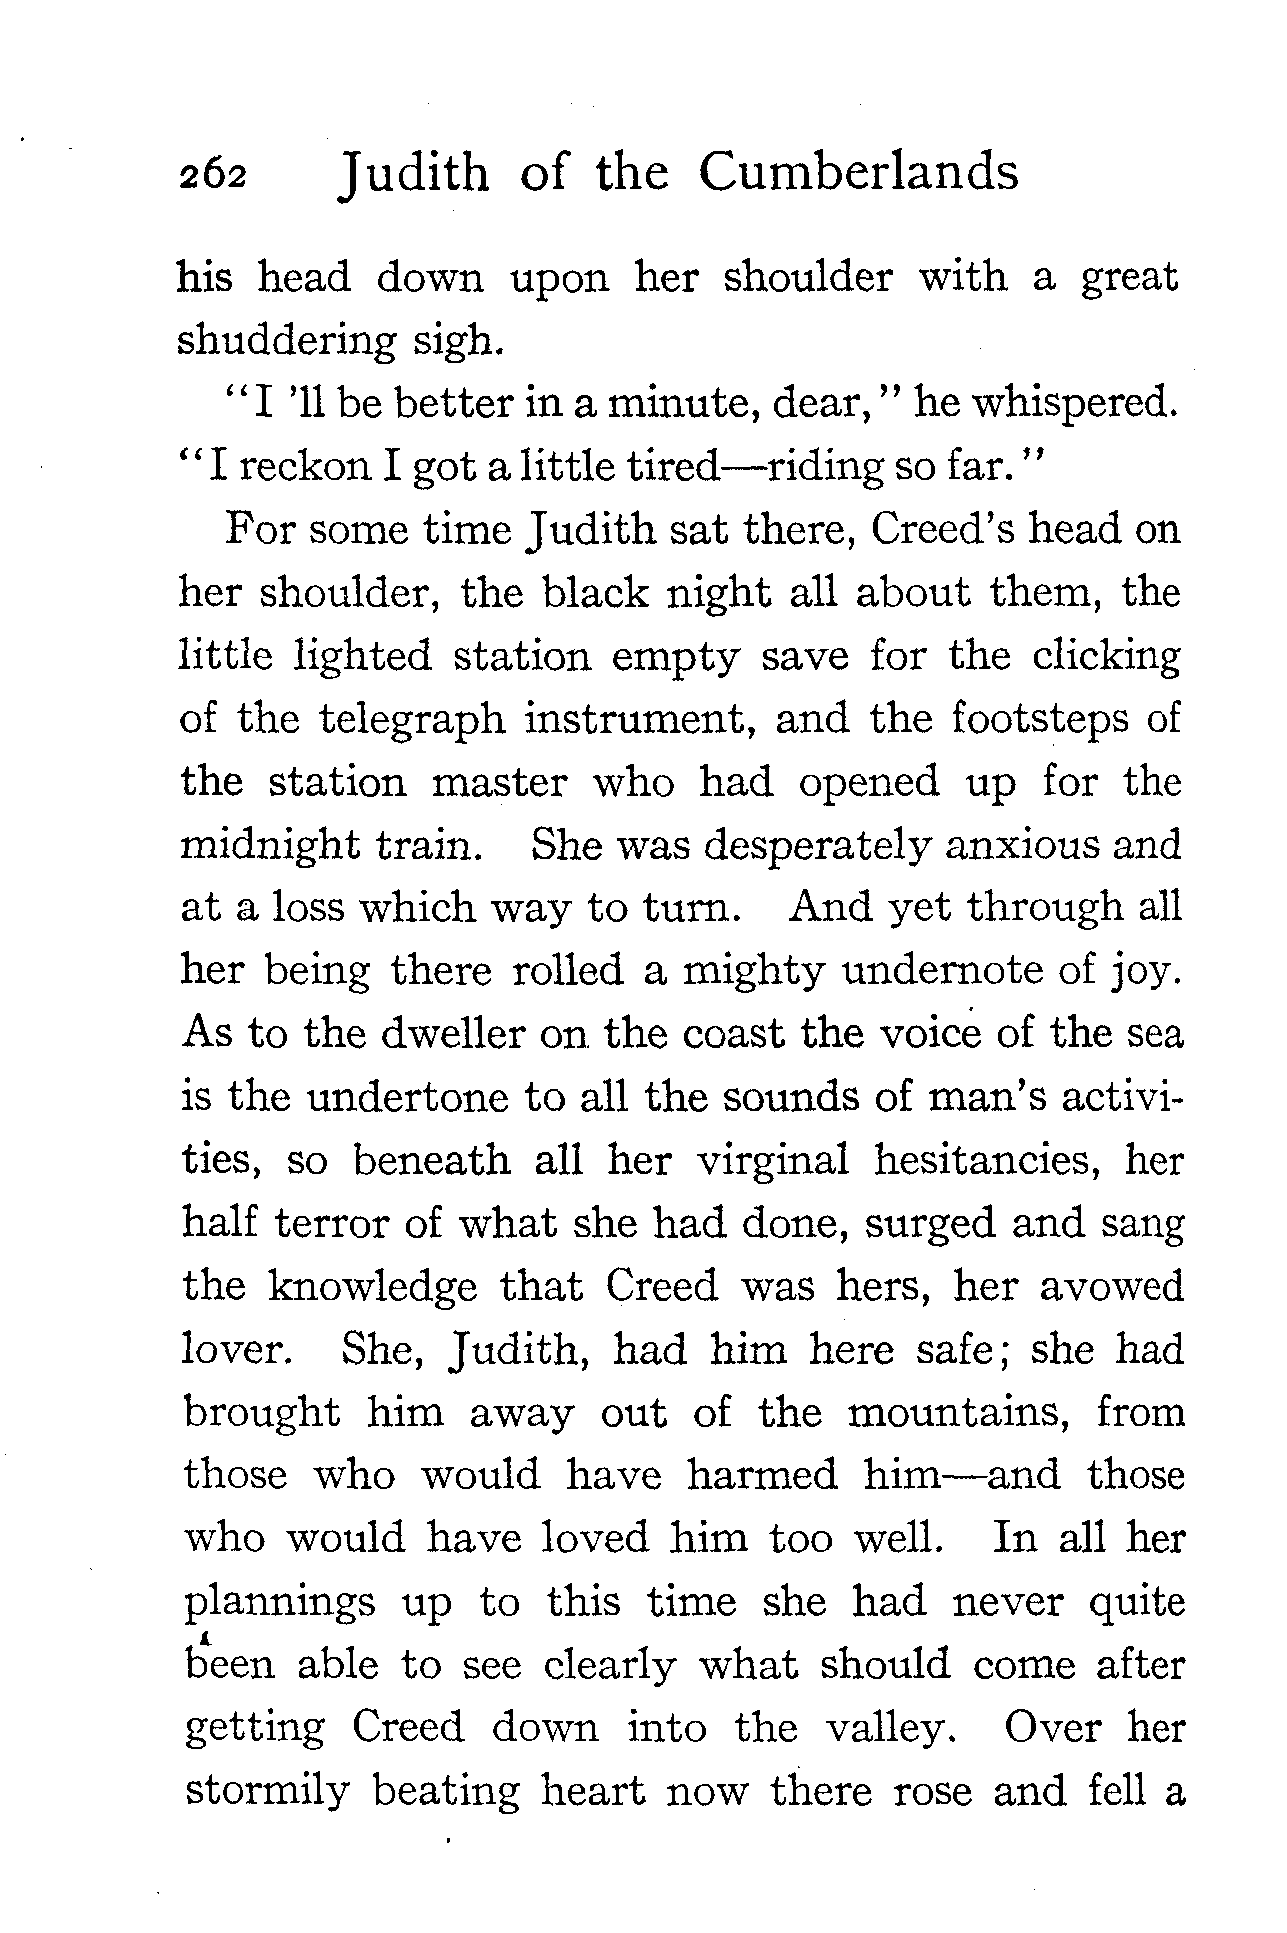 262 Judith of the Cumberlands
his head down upon her shoulder with a great
shuddering sigh.
"I 'll be better in a minute, dear," he whispered.
"I reckon I got a little tired—riding so far."
For some time Judith sat there, Creed's head on
her shoulder, the black night all about them, the
little lighted station empty save for the clicking
of the telegraph instrument, and the footsteps of
the station master who had opened up for the
midnight train. She was desperately anxious and
at a loss which way to turn. And yet through all
her being there rolled a mighty undernote of joy.
As to the dweller on the coast the voice of the sea
is the undertone to all the sounds of man's activi-
ties, so beneath all her virginal hesitancies, her
half terror of what she had done, surged and sang
the knowledge that Creed was hers, her avowed
lover. She, Judith, had him here safe; she had
brought him away out of the mountains, from
those who would have harmed him—and those
who would have loved him too well. In all her
plannings up to this time she had never quite
been able to see clearly what should come after
getting Creed down into the valley. Over her
stormily beating heart now there rose and fell a